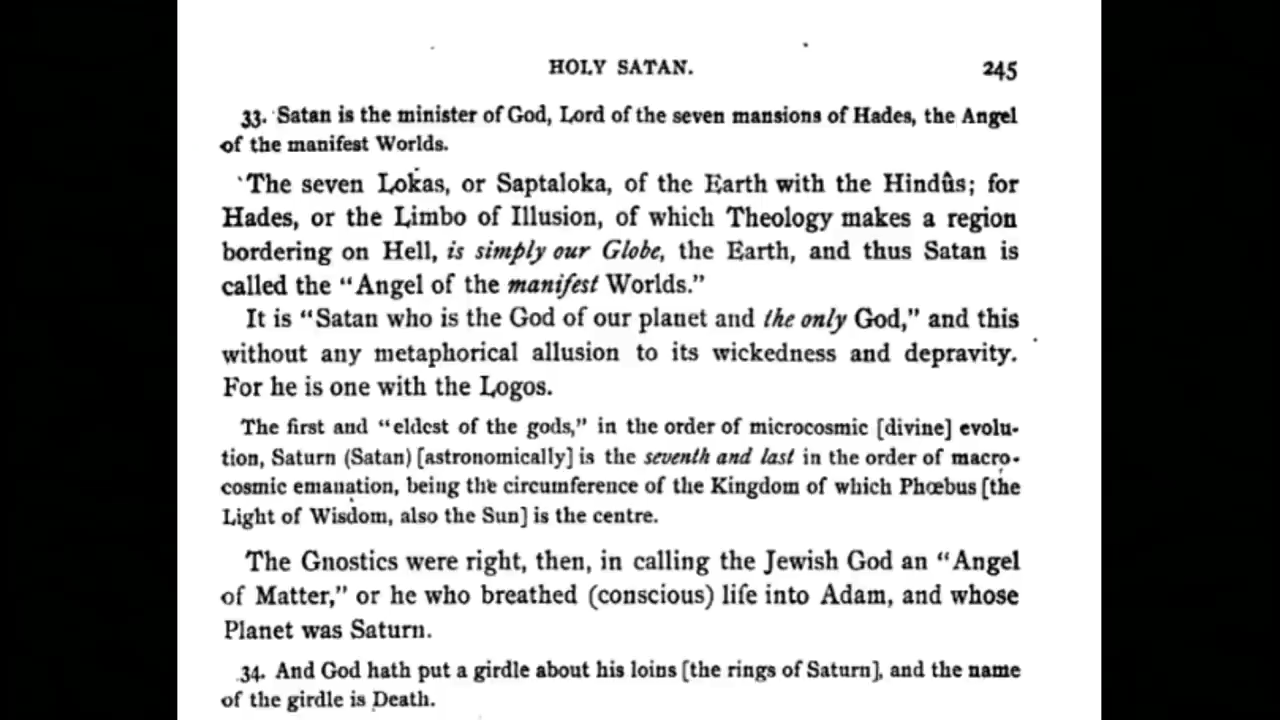 HOLY SATAN. 245
33. Satan is the minister of God, Lord of the seven mansions of Hades, the Angel
of the manifest Worlds.
The seven Lokas, or Saptaloka, of the Earth with the Hindûs; for
Hades, or the Limbo of Illusion, of which Theology makes a region
bordering on Hell, is simply our Globe, the Earth, and thus Satan is
called the "Angel of the manifest Worlds."
It is "Satan who is the God of our planet and the only God," and this
without any metaphorical allusion to its wickedness and depravity.
For he is one with the Logos.
The first and "eldest of the gods," in the order of microcosmic [divine] evolu-
tion, Saturn (Satan) [astronomically] is the seventh and last in the order of macro-
cosmic emanation, being the circumference of the Kingdom of which Phœbus [the
Light of Wisdom, also the Sun] is the centre.
The Gnostics were right, then, in calling the Jewish God an "Angel
of Matter," or he who breathed (conscious) life into Adam, and whose
Planet was Saturn.
34. And God hath put a girdle about his loins [the rings of Saturn], and the name
of the girdle is Death.